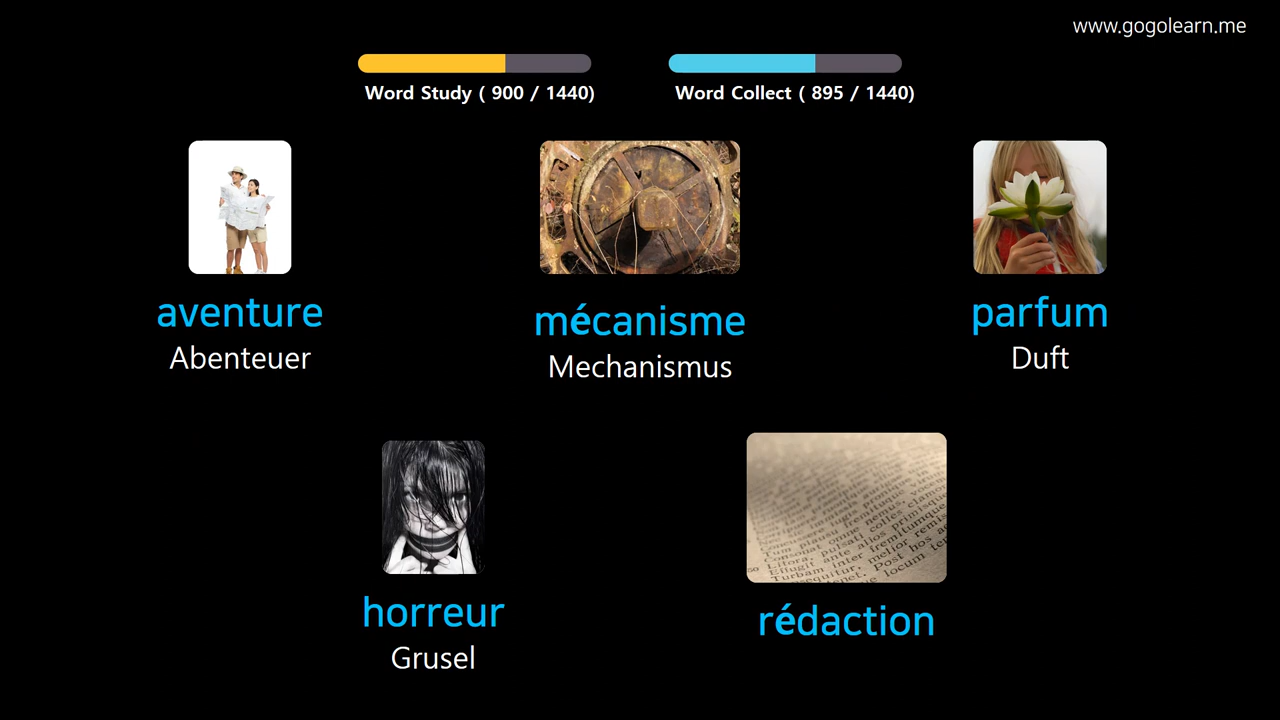 www.gogolearn.me
Word Study ( 900 / 1440)
Word Collect ( 895 / 1440)
aventure
Abenteuer
mécanisme
Mechanismus
parfum
Duft
horreur
Grusel
rédaction